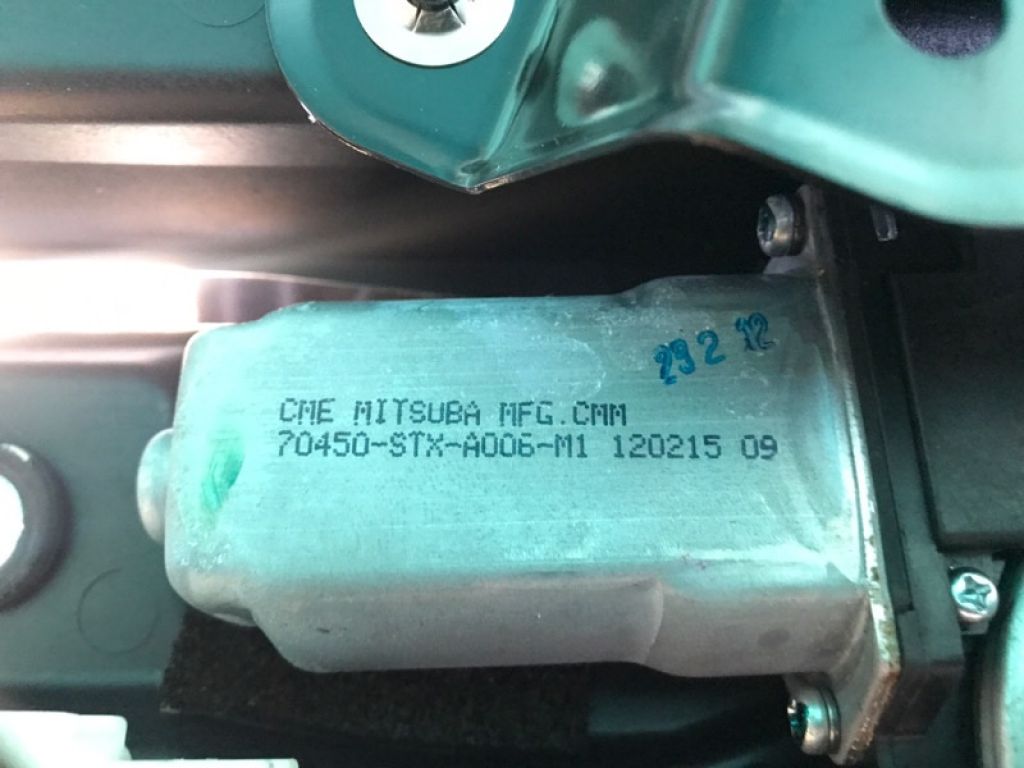 29 2 12
CME MITSUBA MFG.CMM
70450-STX-A006-M1 120215 09